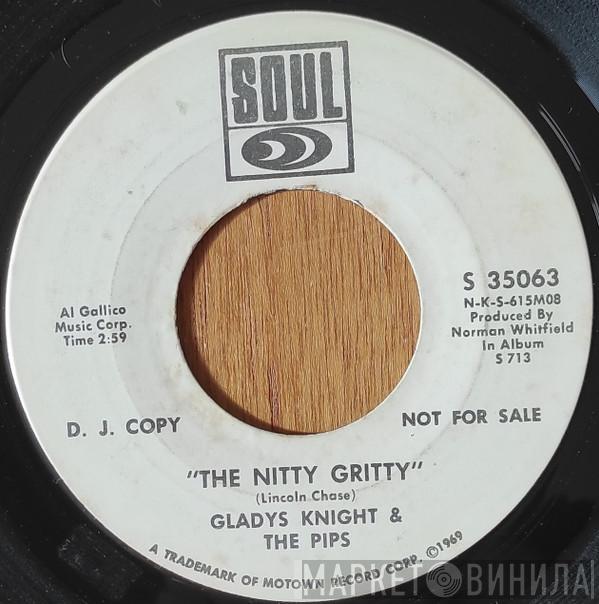 SOUL
S 35063
N-K-S-615M08
Produced By
Norman Whitfield
In Album
S 713
Al Gallico
Music Corp.
Time 2:59
D. J. COPY
NOT FOR SALE
"THE NITTY GRITTY"
(Lincoln Chase)
GLADYS KNIGHT &
THE PIPS
A TRADEMARK OF MOTOWN RECORD CORP. ©1969
МАРКЕТ ВИНИЛА